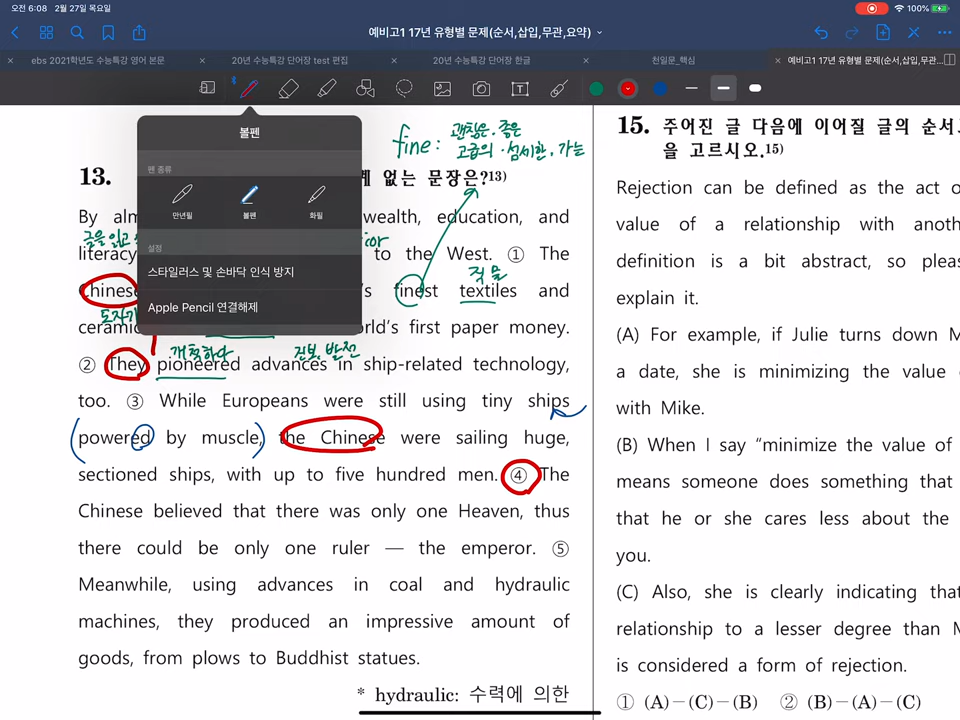 오전 6:08 2월 27일 목요일
100%
예비고1 17년 유형별 문제(순서,삽입,무관,요약)
ebs 2021학년도 수능특강 영어 본문
20년 수능특강 단어장 test 편집
20년 수능특강 단어장 한글
천일문_핵심
예비고1 17년 유형별 문제(순서,삽입,무관,
볼펜
펜 종류
만년필 볼펜 화필
설정
스타일러스 및 손바닥 인식 방지
Apple Pencil 연결해제
fine: 괜찮은. 좋은
고급의. 섬세한. 가는
13. 없는 문장은?13)
By wealth, education, and
글을 읽고
literacy to the West. ① The
직물
Chinese finest textiles and
도자기
first paper money.
개척하다 진보, 발전
② They pioneered advances in ship-related technology,
too. ③ While Europeans were still using tiny ships
(powered by muscle,) the Chinese were sailing huge,
sectioned ships, with up to five hundred men. ④ The
Chinese believed that there was only one Heaven, thus
there could be only one ruler — the emperor. ⑤
Meanwhile, using advances in coal and hydraulic
machines, they produced an impressive amount of
goods, from plows to Buddhist statues.
* hydraulic: 수력에 의한
15. 주어진 글 다음에 이어질 글의 순서
을 고르시오.15)
Rejection can be defined as the act o
value of a relationship with anoth
definition is a bit abstract, so pleas
explain it.
(A) For example, if Julie turns down M
a date, she is minimizing the value
with Mike.
(B) When I say “minimize the value of
means someone does something that
that he or she cares less about the
you.
(C) Also, she is clearly indicating that
relationship to a lesser degree than M
is considered a form of rejection.
① (A)－(C)－(B) ② (B)－(A)－(C)